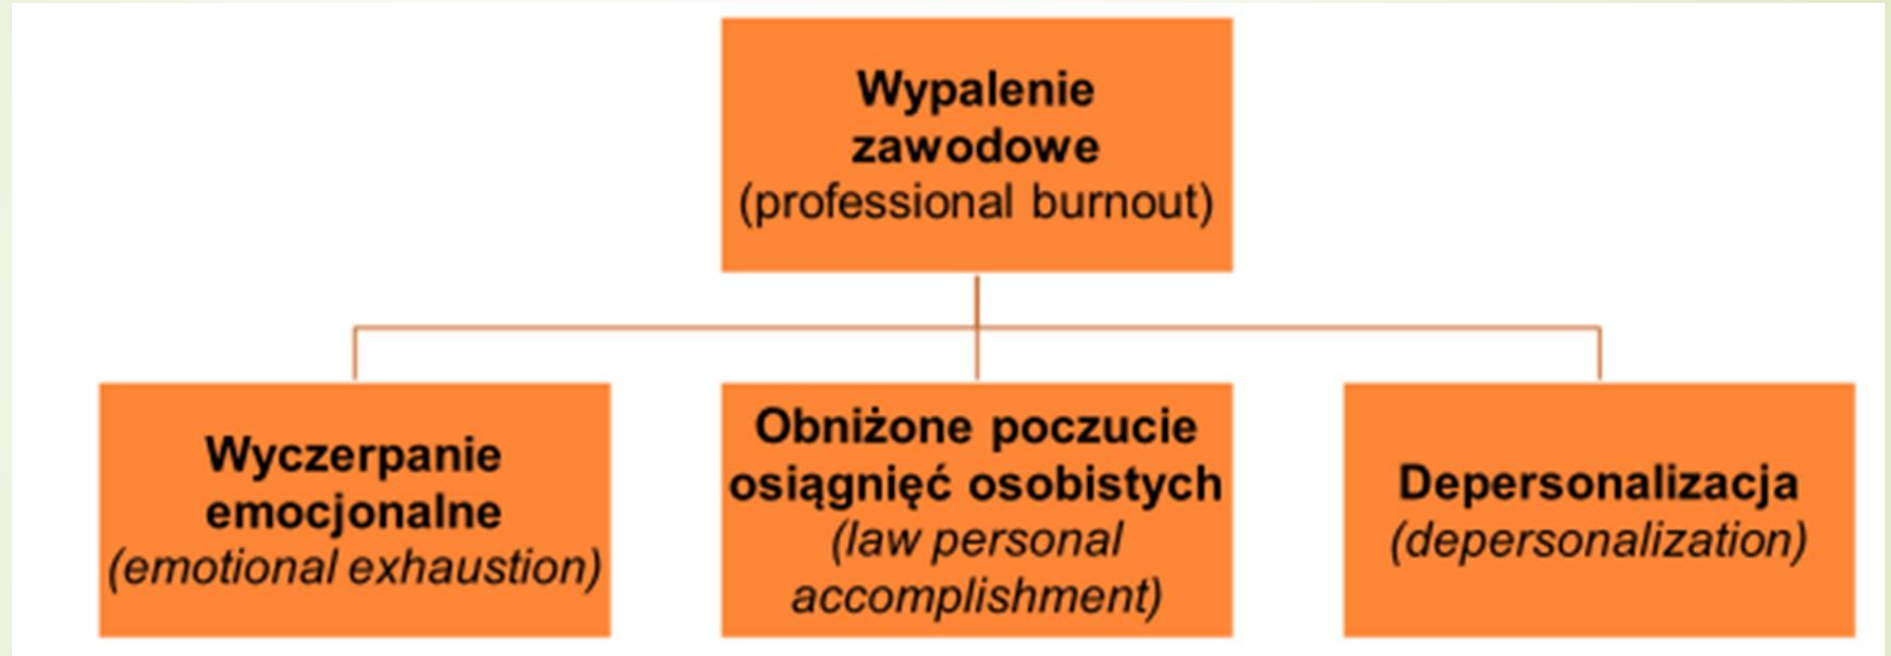 Wypalenie
zawodowe
(professional burnout)
Wyczerpanie
emocjonalne
(emotional exhaustion)
Obniżone poczucie
osiągnięć osobistych
(law personal
accomplishment)
Depersonalizacja
(depersonalization)